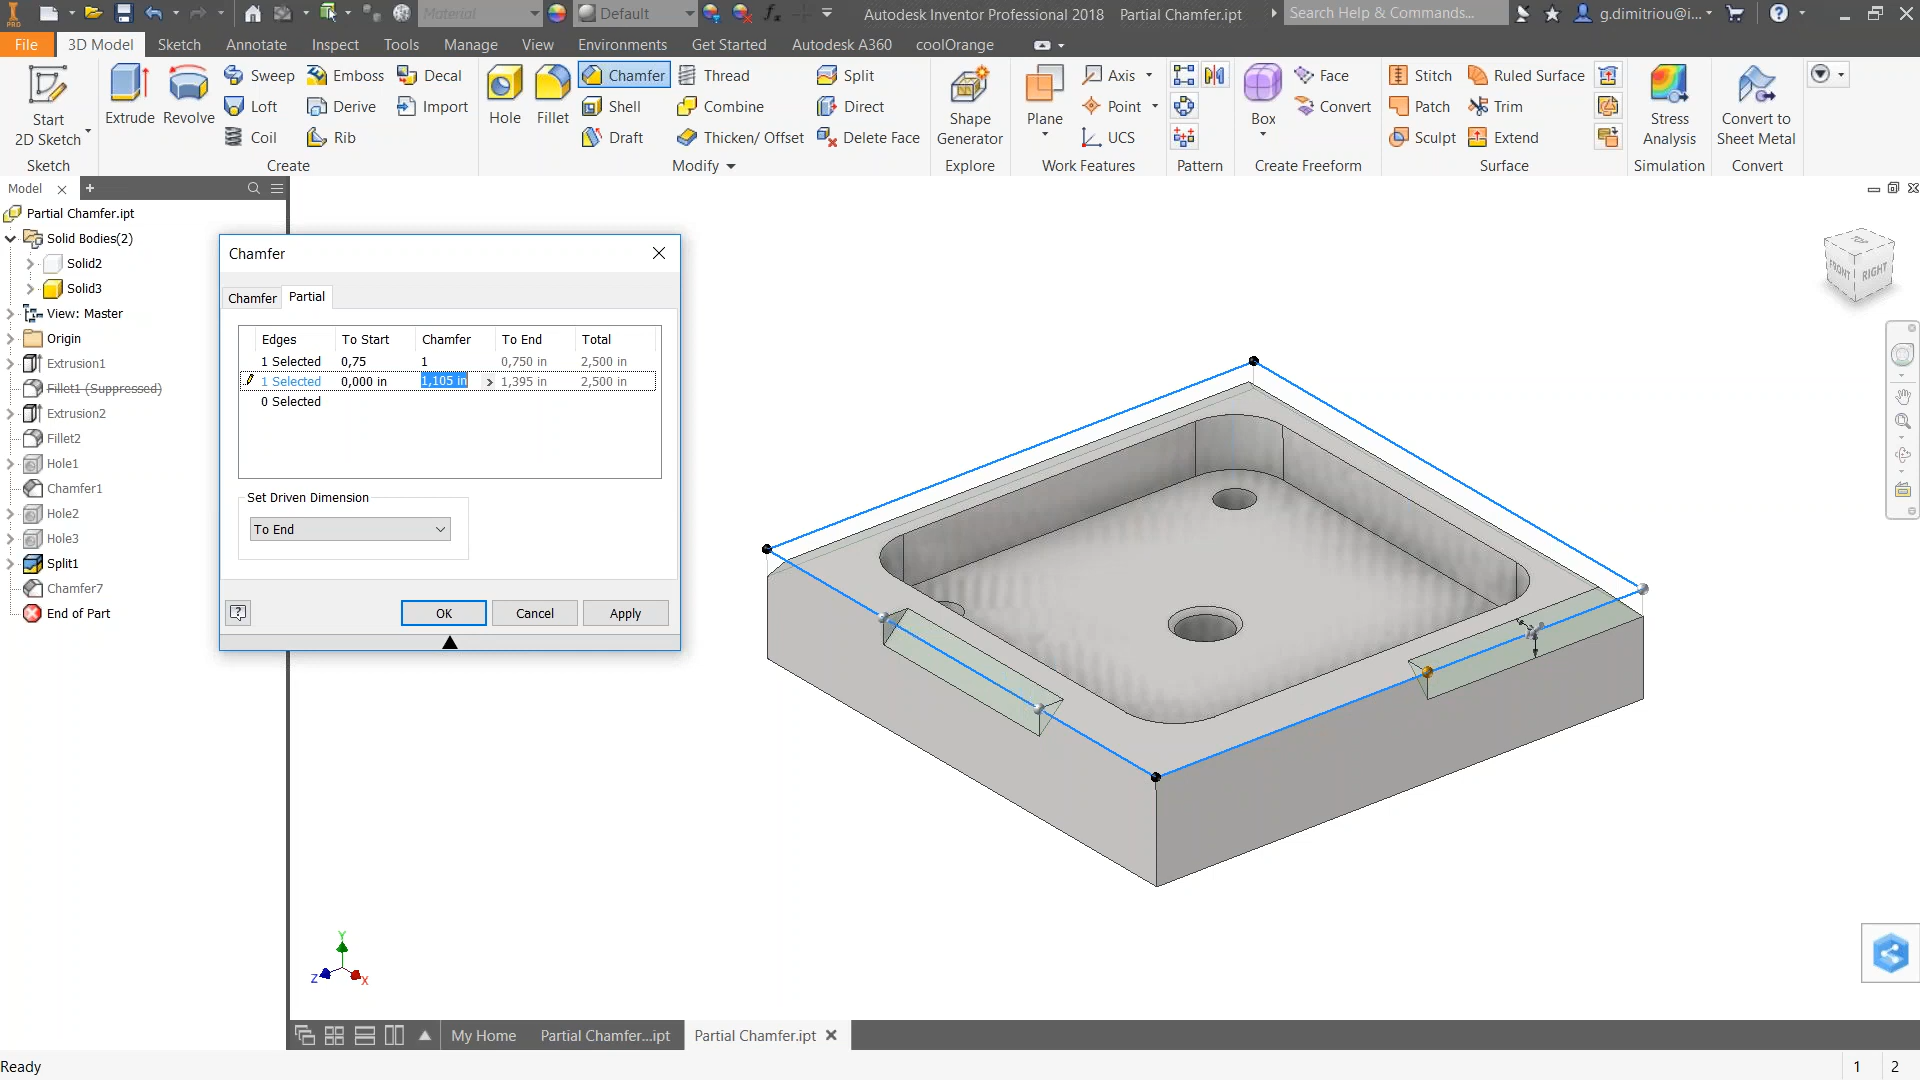 PRO Material Default fx Autodesk Inventor Professional 2018 Partial Chamfer.ipt Search Help & Commands... g.dimitriou@i...
File 3D Model Sketch Annotate Inspect Tools Manage View Environments Get Started Autodesk A360 coolOrange
Start 2D Sketch
Sketch
Extrude Revolve Sweep Emboss Decal
Loft Derive Import
Coil Rib
Create
Hole Fillet Chamfer Thread Split
Shell Combine Direct
Draft Thicken/ Offset Delete Face
Modify
Shape Generator
Explore
Plane Axis
Point
UCS
Work Features
Pattern
Box Face
Convert
Create Freeform
Stitch Ruled Surface
Patch Trim
Sculpt Extend
Surface
Stress Analysis
Simulation
Convert to Sheet Metal
Convert
Model
Partial Chamfer.ipt
Solid Bodies(2)
Solid2
Solid3
View: Master
Origin
Extrusion1
Fillet1 (Suppressed)
Extrusion2
Fillet2
Hole1
Chamfer1
Hole2
Hole3
Split1
Chamfer7
End of Part
Chamfer
Chamfer Partial
Edges To Start Chamfer To End Total
1 Selected 0,75 1 0,750 in 2,500 in
1 Selected 0,000 in 1,105 in > 1,395 in 2,500 in
0 Selected
Set Driven Dimension
To End
OK Cancel Apply
FRONT RIGHT
Y
Z X
My Home Partial Chamfer...ipt Partial Chamfer.ipt
Ready 1 2